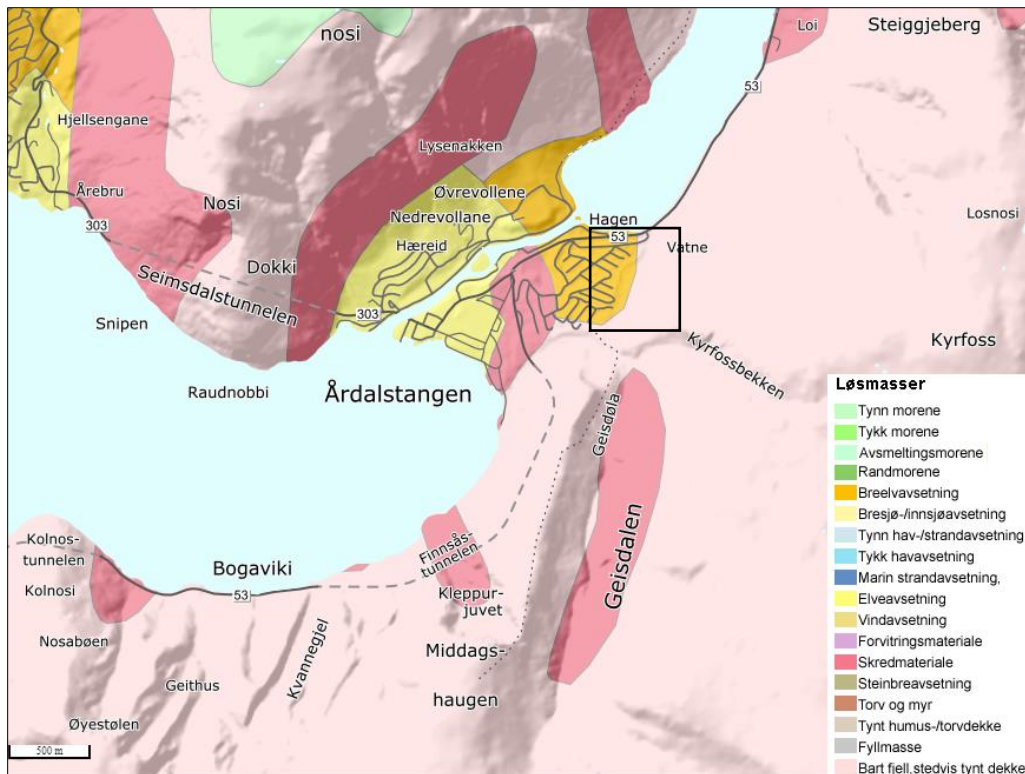 nosi
Loi
Steiggjeberg
53
Hjellsengane
Lysenakken
Årebru
Øvrevollene
Nosi
Nedrevollane
Hagen
Losnosi
303
Hæreid
53
Vatne
Dokki
Seimsdalstunnelen
303
Snipen
Kyrfossbekken
Kyrfoss
Raudnobbi
Årdalstangen
Geisdøla
Geisdalen
Kolnos-
tunnelen
Finnsås-
tunnelen
Bogaviki
Kolnosi
53
Kleppur-
juvet
Nosabøen
Kvannegjel
Middags-
haugen
Geithus
Øyestølen
500 m
Løsmasser
Tynn morene
Tykk morene
Avsmeltingsmorene
Randmorene
Breelvavsetning
Bresjø-/innsjøavsetning
Tynn hav-/strandavsetning
Tykk havavsetning
Marin strandavsetning,
Elveavsetning
Vindavsetning
Forvitringsmateriale
Skredmateriale
Steinbreavsetning
Torv og myr
Tynt humus-/torvdekke
Fyllmasse
Bart fjell,stedvis tynt dekke